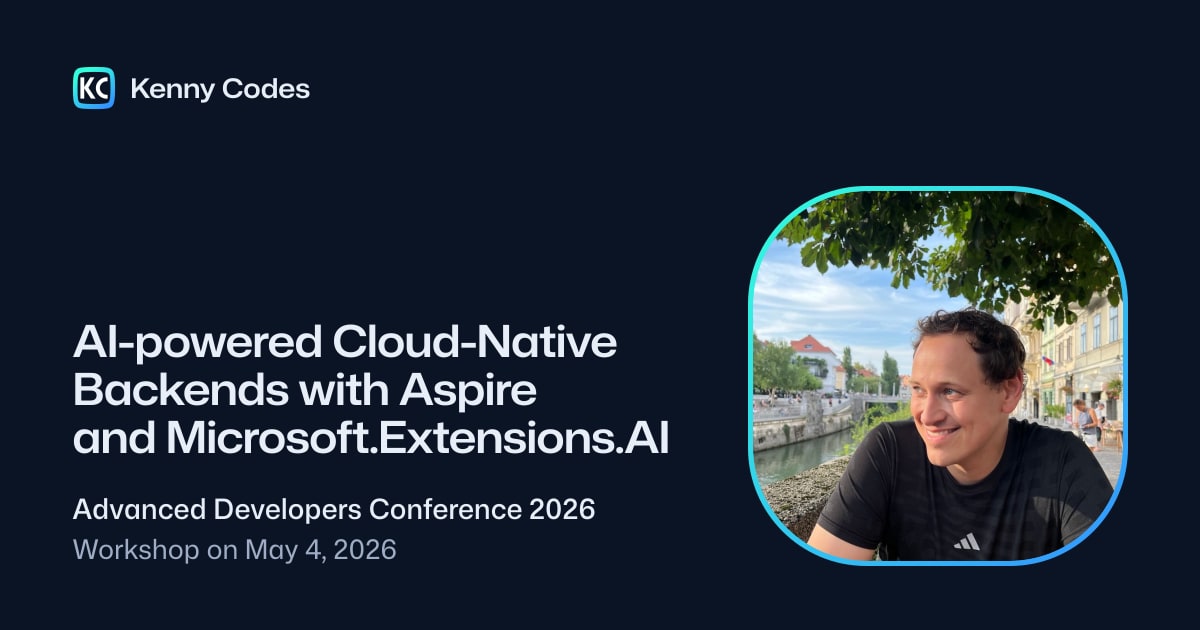 KC Kenny Codes
AI-powered Cloud-Native
Backends with Aspire
and Microsoft.Extensions.AI
Advanced Developers Conference 2026
Workshop on May 4, 2026